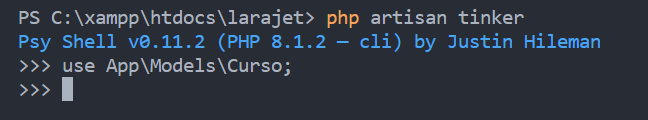 PS C:\xampp\htdocs\larajet> php artisan tinker
Psy Shell v0.11.2 (PHP 8.1.2 — cli) by Justin Hileman
>>> use App\Models\Curso;
>>>